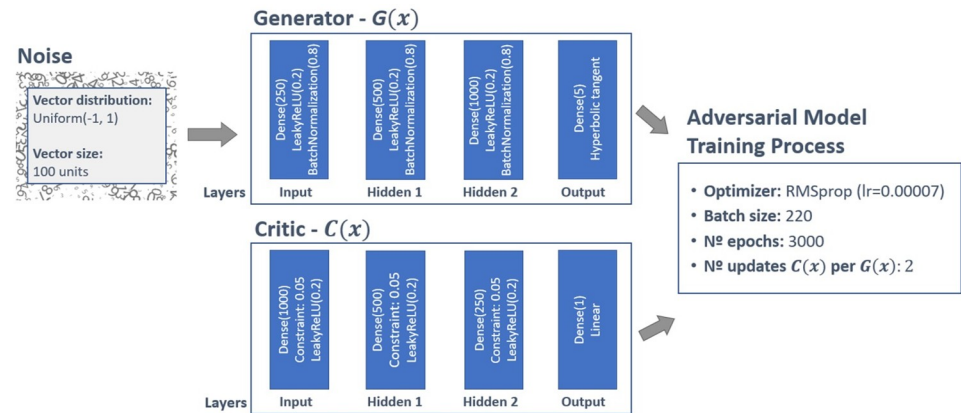 Generator - G(x)
Noise
Vector distribution:
Uniform(-1, 1)
Vector size:
100 units
Dense(250)
LeakyReLU(0.2)
BatchNormalization(0.8)
Dense(500)
LeakyReLU(0.2)
BatchNormalization(0.8)
Dense(1000)
LeakyReLU(0.2)
BatchNormalization(0.8)
Dense(5)
Hyperbolic tangent
Layers Input Hidden 1 Hidden 2 Output
Critic - C(x)
Dense(1000)
Constraint: 0.05
LeakyReLU(0.2)
Dense(500)
Constraint: 0.05
LeakyReLU(0.2)
Dense(250)
Constraint: 0.05
LeakyReLU(0.2)
Dense(1)
Linear
Layers Input Hidden 1 Hidden 2 Output
Adversarial Model
Training Process
• Optimizer: RMSprop (lr=0.00007)
• Batch size: 220
• Nº epochs: 3000
• Nº updates C(x) per G(x): 2